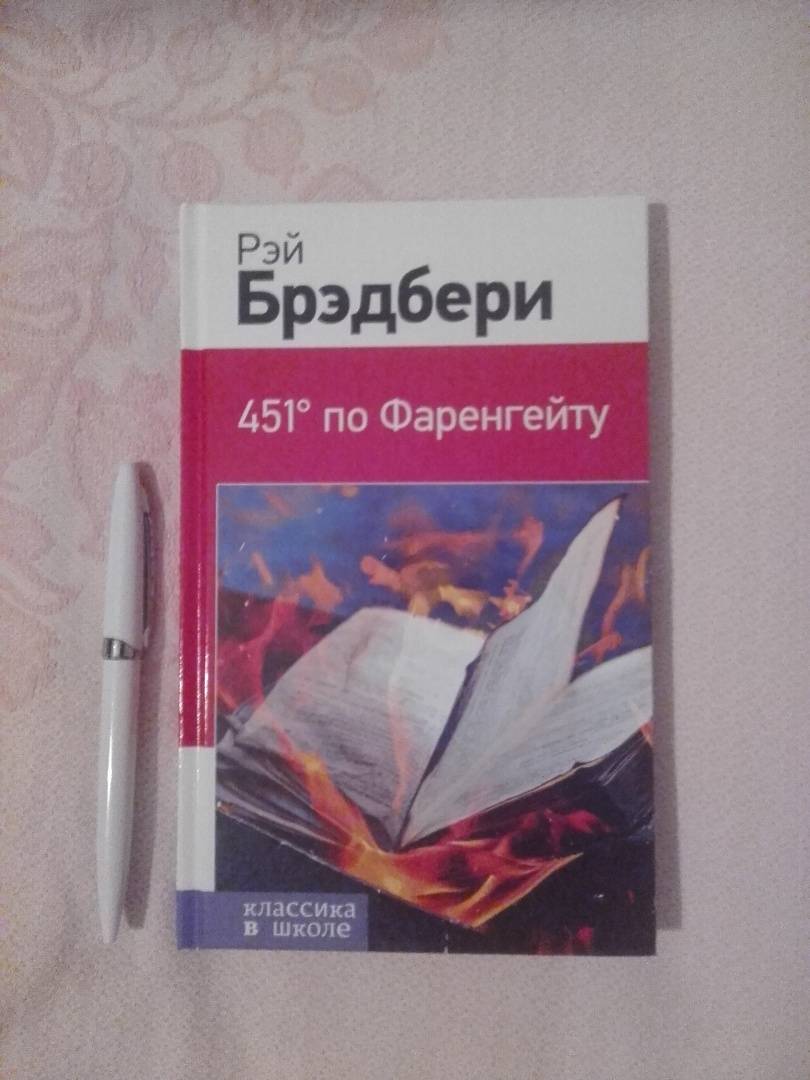 Рэй
Брэдбери
451° по Фаренгейту
классика
в школе